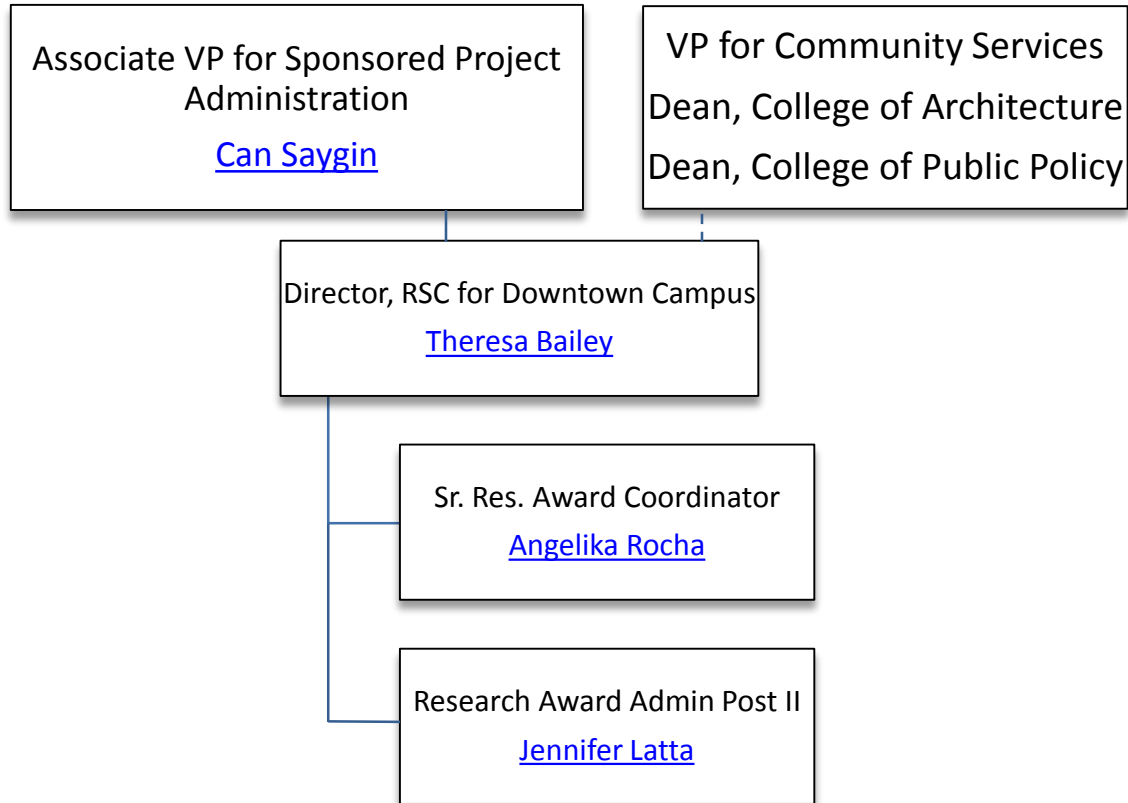 Associate VP for Sponsored Project
Administration
Can Saygin
VP for Community Services
Dean, College of Architecture
Dean, College of Public Policy
Director, RSC for Downtown Campus
Theresa Bailey
Sr. Res. Award Coordinator
Angelika Rocha
Research Award Admin Post II
Jennifer Latta